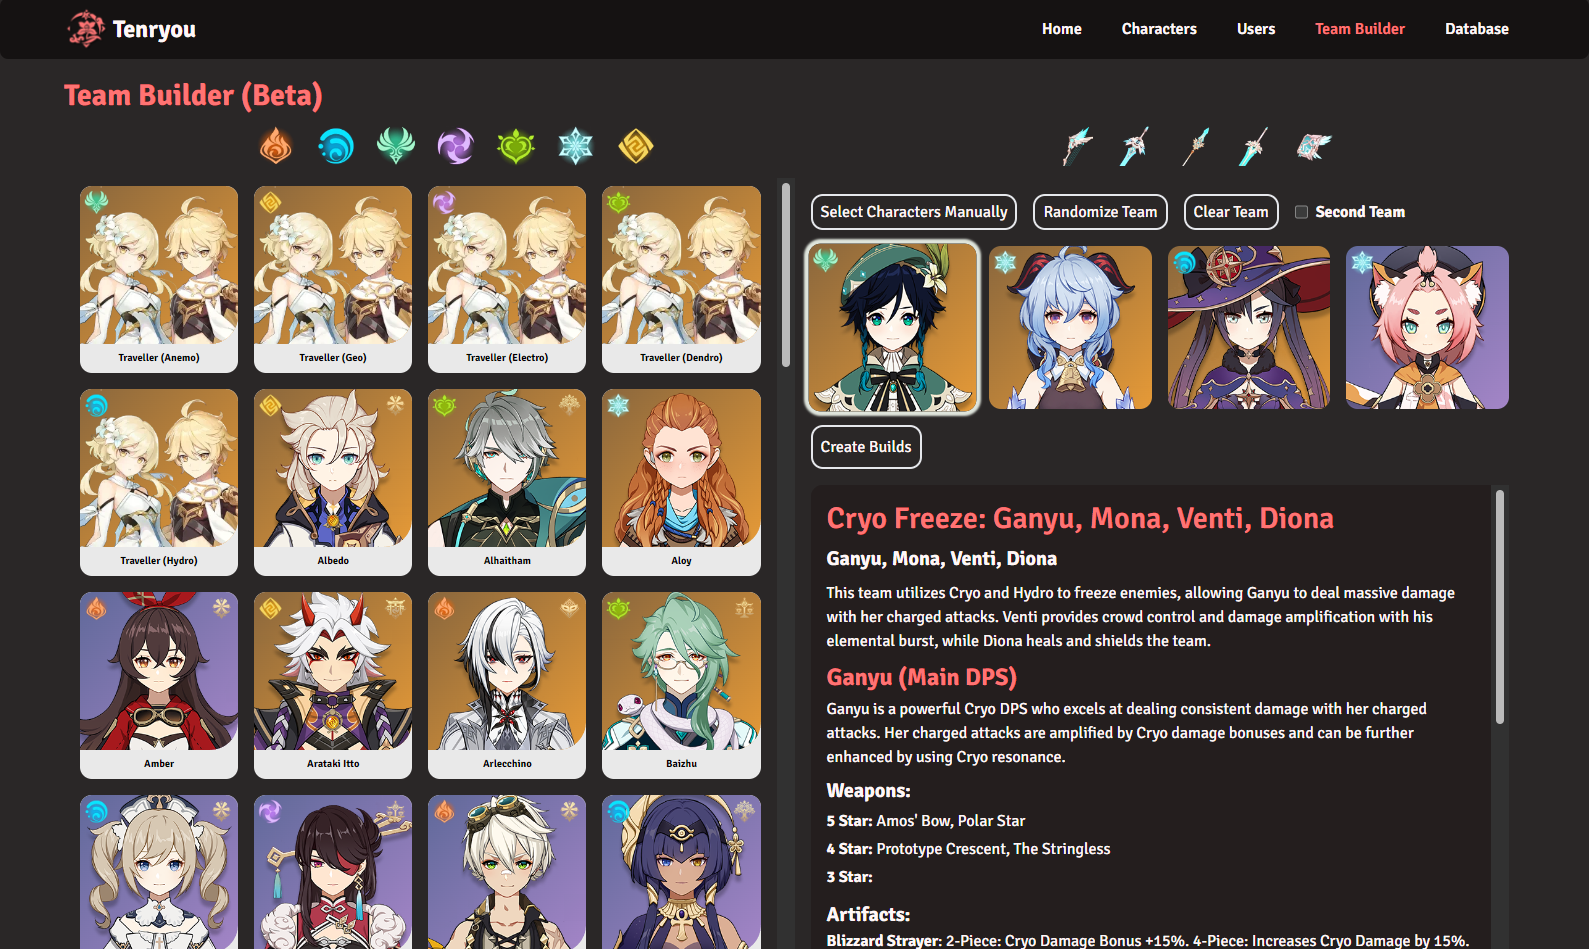 Tenryou
Home
Characters
Users
Team Builder
Database
Team Builder (Beta)
Traveller (Anemo)
Traveller (Geo)
Traveller (Electro)
Traveller (Dendro)
Traveller (Hydro)
Albedo
Alhaitham
Aloy
Amber
Arataki Itto
Arlecchino
Baizhu
Select Characters Manually
Randomize Team
Clear Team
Second Team
Create Builds
Cryo Freeze: Ganyu, Mona, Venti, Diona
Ganyu, Mona, Venti, Diona
This team utilizes Cryo and Hydro to freeze enemies, allowing Ganyu to deal massive damage
with her charged attacks. Venti provides crowd control and damage amplification with his
elemental burst, while Diona heals and shields the team.
Ganyu (Main DPS)
Ganyu is a powerful Cryo DPS who excels at dealing consistent damage with her charged
attacks. Her charged attacks are amplified by Cryo damage bonuses and can be further
enhanced by using Cryo resonance.
Weapons:
5 Star: Amos' Bow, Polar Star
4 Star: Prototype Crescent, The Stringless
3 Star:
Artifacts:
Blizzard Strayer: 2-Piece: Cryo Damage Bonus +15%. 4-Piece: Increases Cryo Damage by 15%.